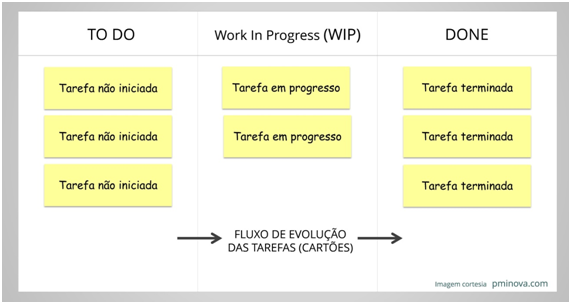 TO DO
Work In Progress (WIP)
DONE
Tarefa não iniciada
Tarefa em progresso
Tarefa terminada
Tarefa não iniciada
Tarefa em progresso
Tarefa terminada
Tarefa não iniciada
Tarefa terminada
FLUXO DE EVOLUÇÃO
DAS TAREFAS (CARTÕES)
Imagem cortesia pminova.com